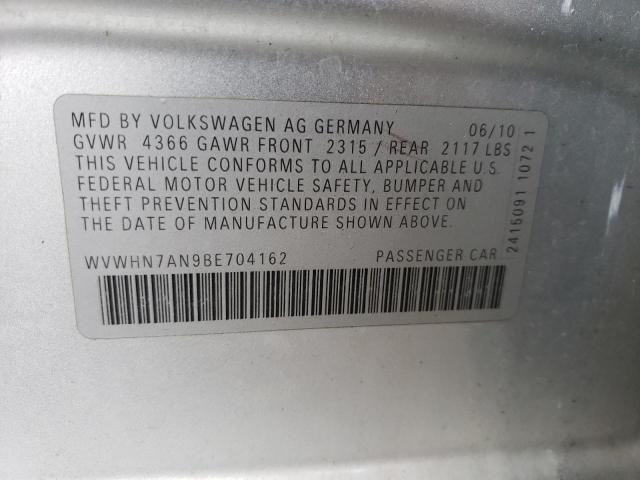 MFD BY VOLKSWAGEN AG GERMANY 06/10
GVWR 4366 GAWR FRONT 2315 / REAR 2117 LBS
THIS VEHICLE CONFORMS TO ALL APPLICABLE U.S.
FEDERAL MOTOR VEHICLE SAFETY, BUMPER AND
THEFT PREVENTION STANDARDS IN EFFECT ON
THE DATE OF MANUFACTURE SHOWN ABOVE.
WVWHN7AN9BE704162 PASSENGER CAR
2415091 1072 1